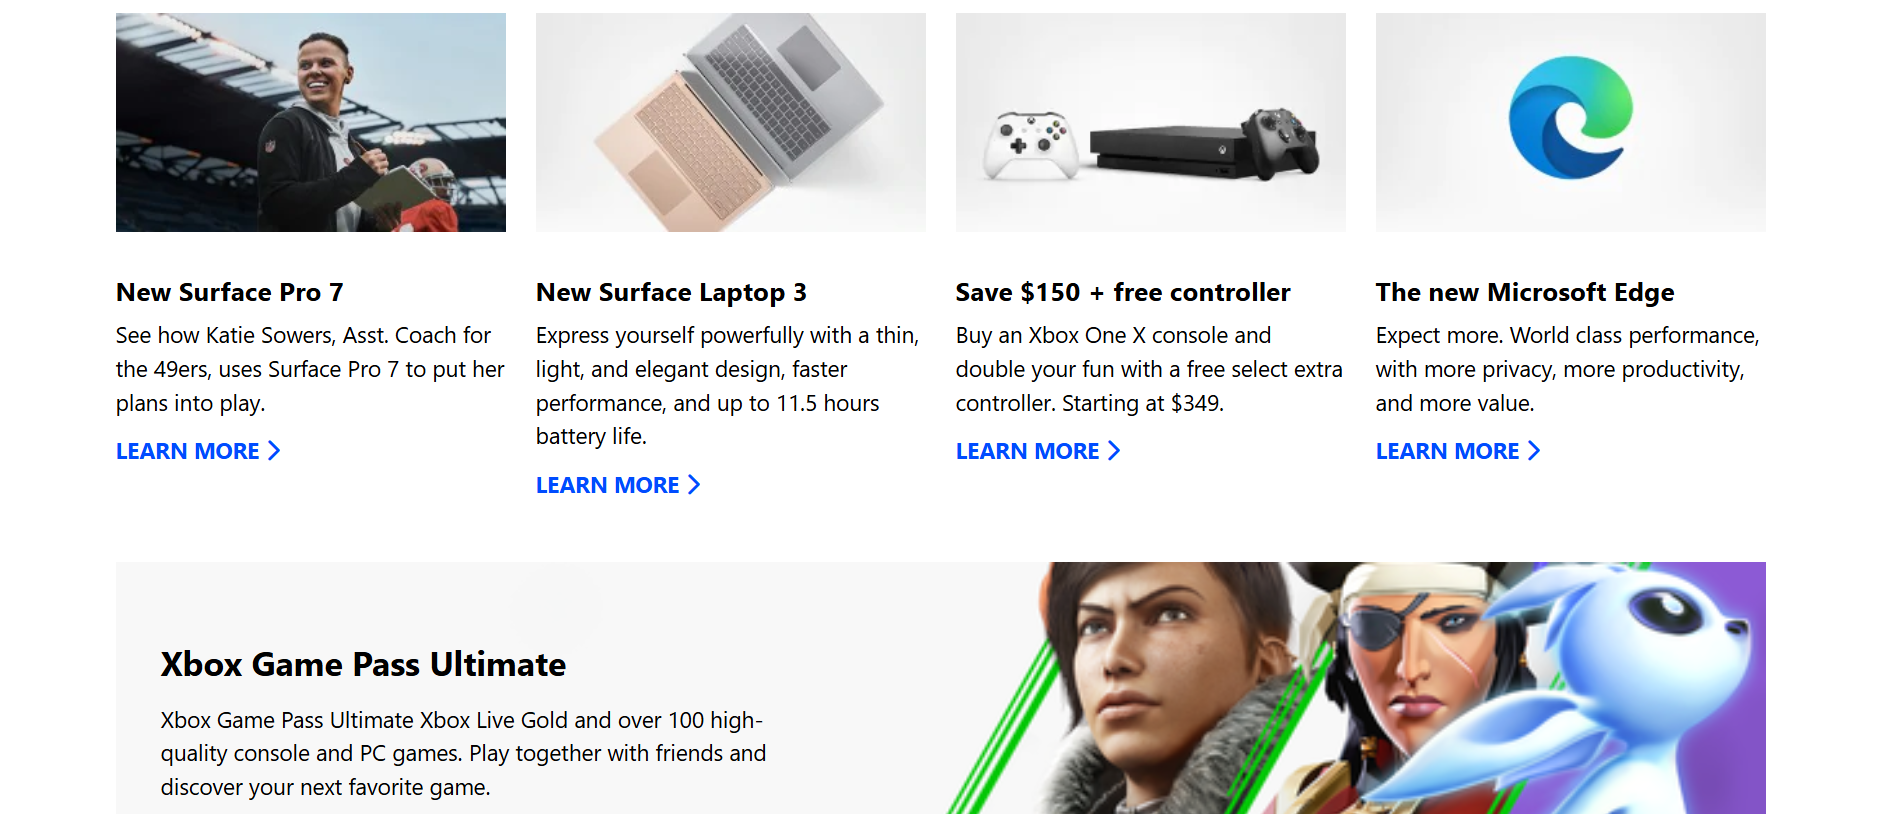 New Surface Pro 7
See how Katie Sowers, Asst. Coach for
the 49ers, uses Surface Pro 7 to put her
plans into play.
LEARN MORE
New Surface Laptop 3
Express yourself powerfully with a thin,
light, and elegant design, faster
performance, and up to 11.5 hours
battery life.
LEARN MORE
Save $150 + free controller
Buy an Xbox One X console and
double your fun with a free select extra
controller. Starting at $349.
LEARN MORE
The new Microsoft Edge
Expect more. World class performance,
with more privacy, more productivity,
and more value.
LEARN MORE
Xbox Game Pass Ultimate
Xbox Game Pass Ultimate Xbox Live Gold and over 100 high-
quality console and PC games. Play together with friends and
discover your next favorite game.